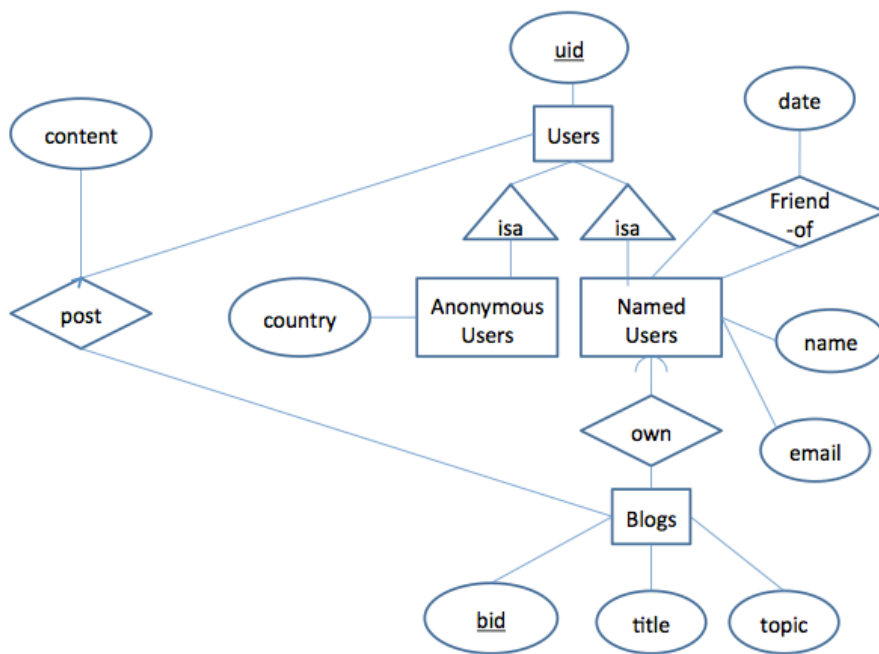 uid
date
content
Users
Friend
-of
isa
isa
post
country
Anonymous
Users
Named
Users
name
own
email
Blogs
bid
title
topic